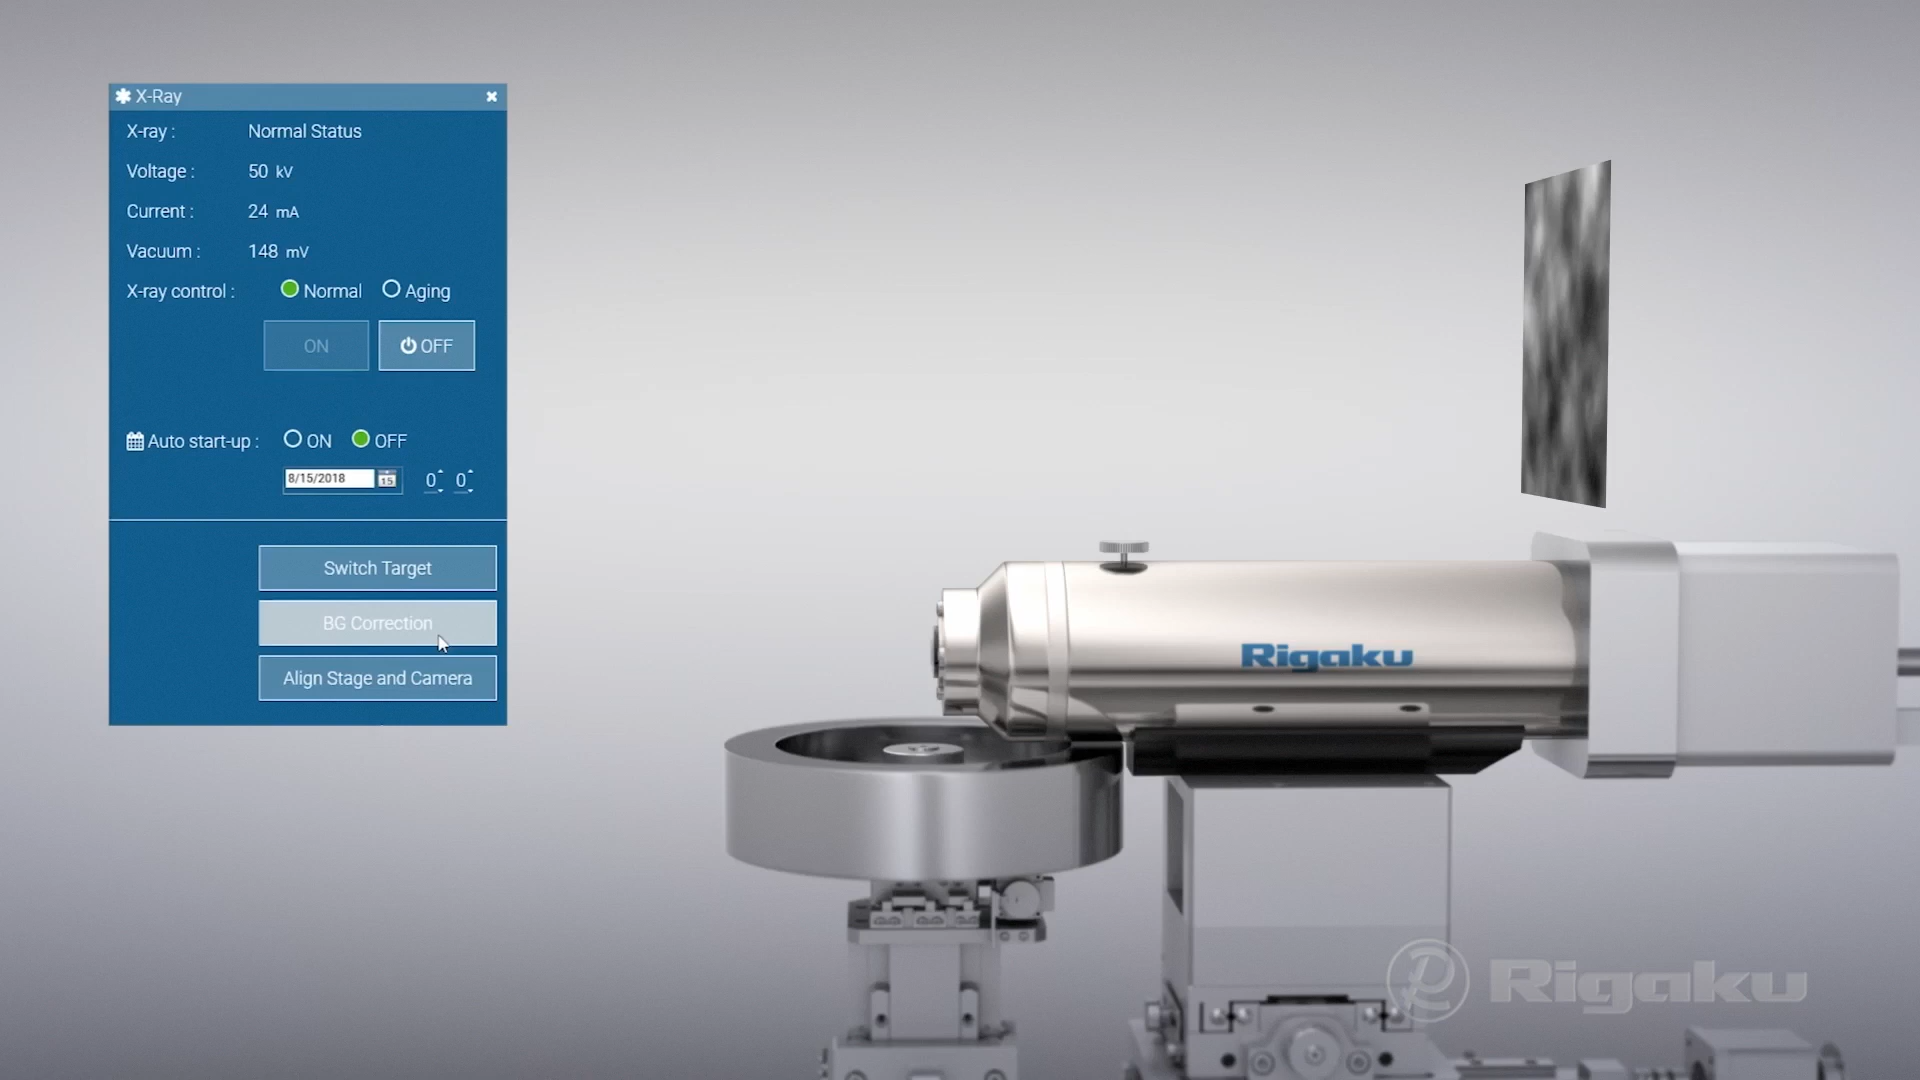 X-Ray
X-ray : Normal Status
Voltage : 50 kV
Current : 24 mA
Vacuum : 148 mV
X-ray control : Normal Aging
ON OFF
Auto start-up : ON OFF
8/15/2018 15 0 0
Switch Target
BG Correction
Align Stage and Camera
Rigaku
R Rigaku